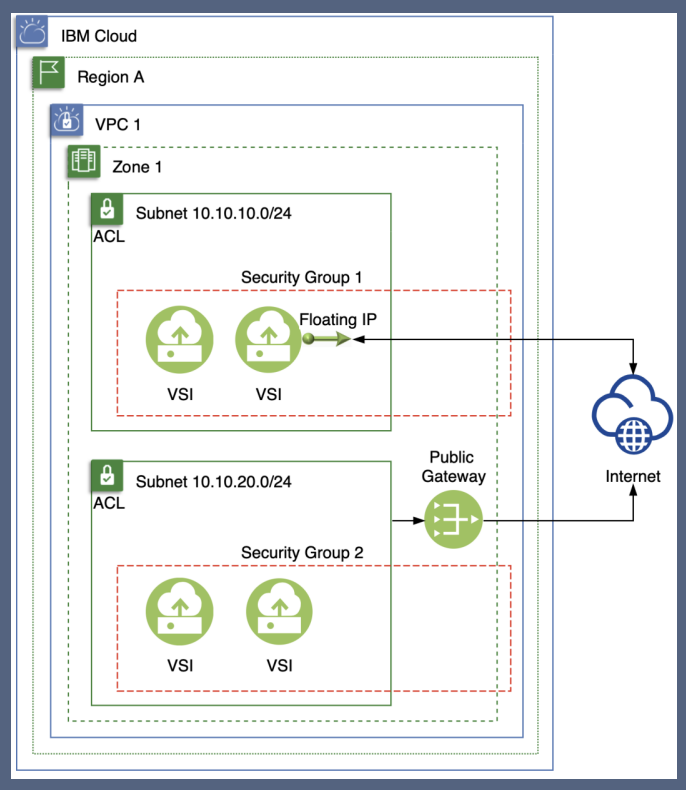 IBM Cloud
Region A
VPC 1
Zone 1
Subnet 10.10.10.0/24
ACL
Security Group 1
Floating IP
VSI
VSI
Internet
Subnet 10.10.20.0/24
ACL
Public
Gateway
Security Group 2
VSI
VSI